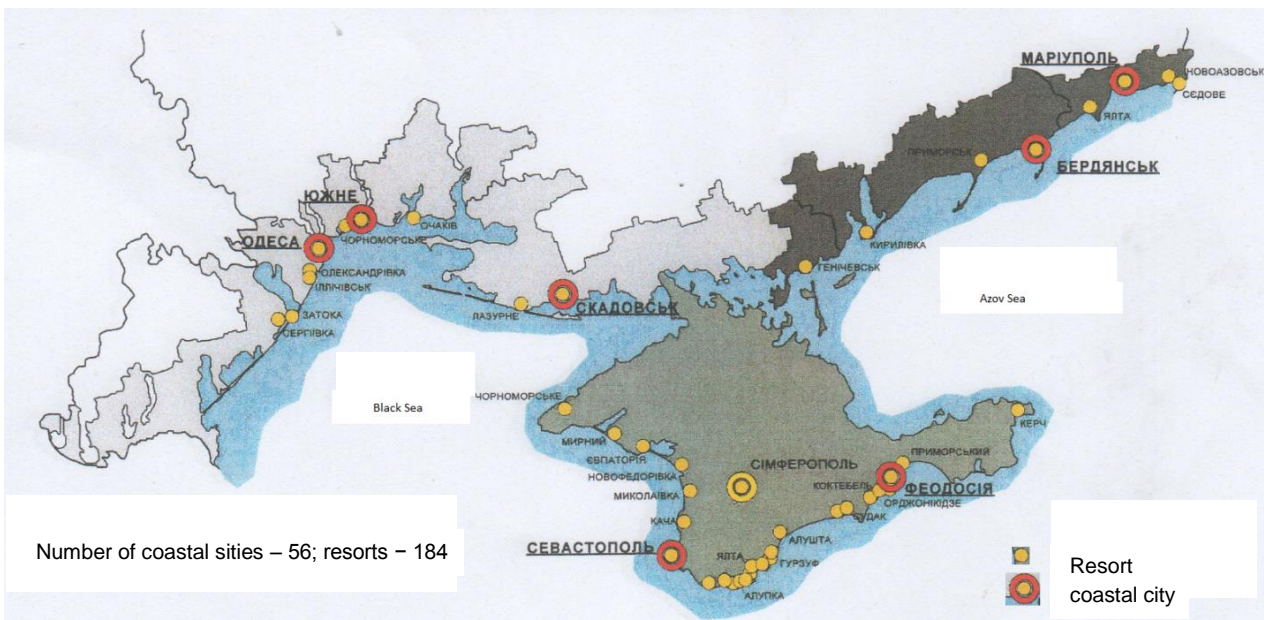 МАРІУПОЛЬ
НОВОАЗОВСЬК
СЄДОВЕ
ЯЛТА
ПРИМОРСЬК
БЕРДЯНСЬК
ЮЖНЕ
ОЧАКІВ
ЧОРНОМОРСЬКЕ
ОДЕСА
КИРИЛІВКА
ГЕНІЧЕВСЬК
ОЛЕКСАНДРІВКА
ІЛЛІЧІВСЬК
Azov Sea
ЗАТОКА
СЕРГІЇВКА
ЛАЗУРНЕ
СКАДОВСЬК
Black Sea
ЧОРНОМОРСЬКЕ
КЕРЧ
МИРНИЙ
ЄВПАТОРІЯ
ПРИМОРСЬКИЙ
НОВОФЕДОРІВКА
СІМФЕРОПОЛЬ
КОКТЕБЕЛЬ
ФЕОДОСІЯ
МИКОЛАЇВКА
ОРДЖОНІКІДЗЕ
СУДАК
КАЧА
АЛУШТА
СЕВАСТОПОЛЬ
ЯЛТА
ГУРЗУФ
АЛУПКА
Number of coastal sities – 56; resorts − 184
Resort
coastal city